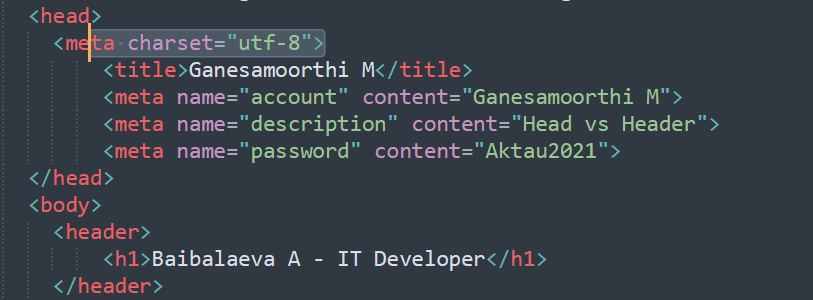 <head>
<meta charset="utf-8">
<title>Ganesamoorthi M</title>
<meta name="account" content="Ganesamoorthi M">
<meta name="description" content="Head vs Header">
<meta name="password" content="Aktau2021">
</head>
<body>
<header>
<h1>Baibalaeva A - IT Developer</h1>
</header>